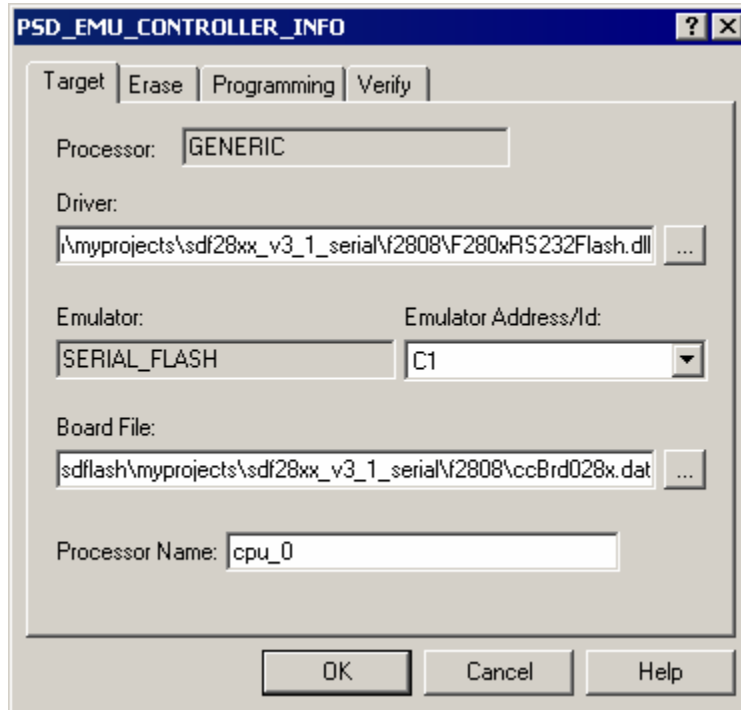 PSD_EMU_CONTROLLER_INFO
Target Erase Programming Verify
Processor: GENERIC
Driver:
\myprojects\sdf28xx_v3_1_serial\f2808\F280xRS232Flash.dll ...
Emulator: Emulator Address/Id:
SERIAL_FLASH C1
Board File:
sdflash\myprojects\sdf28xx_v3_1_serial\f2808\ccBrd028x.dat ...
Processor Name: cpu_0
OK Cancel Help